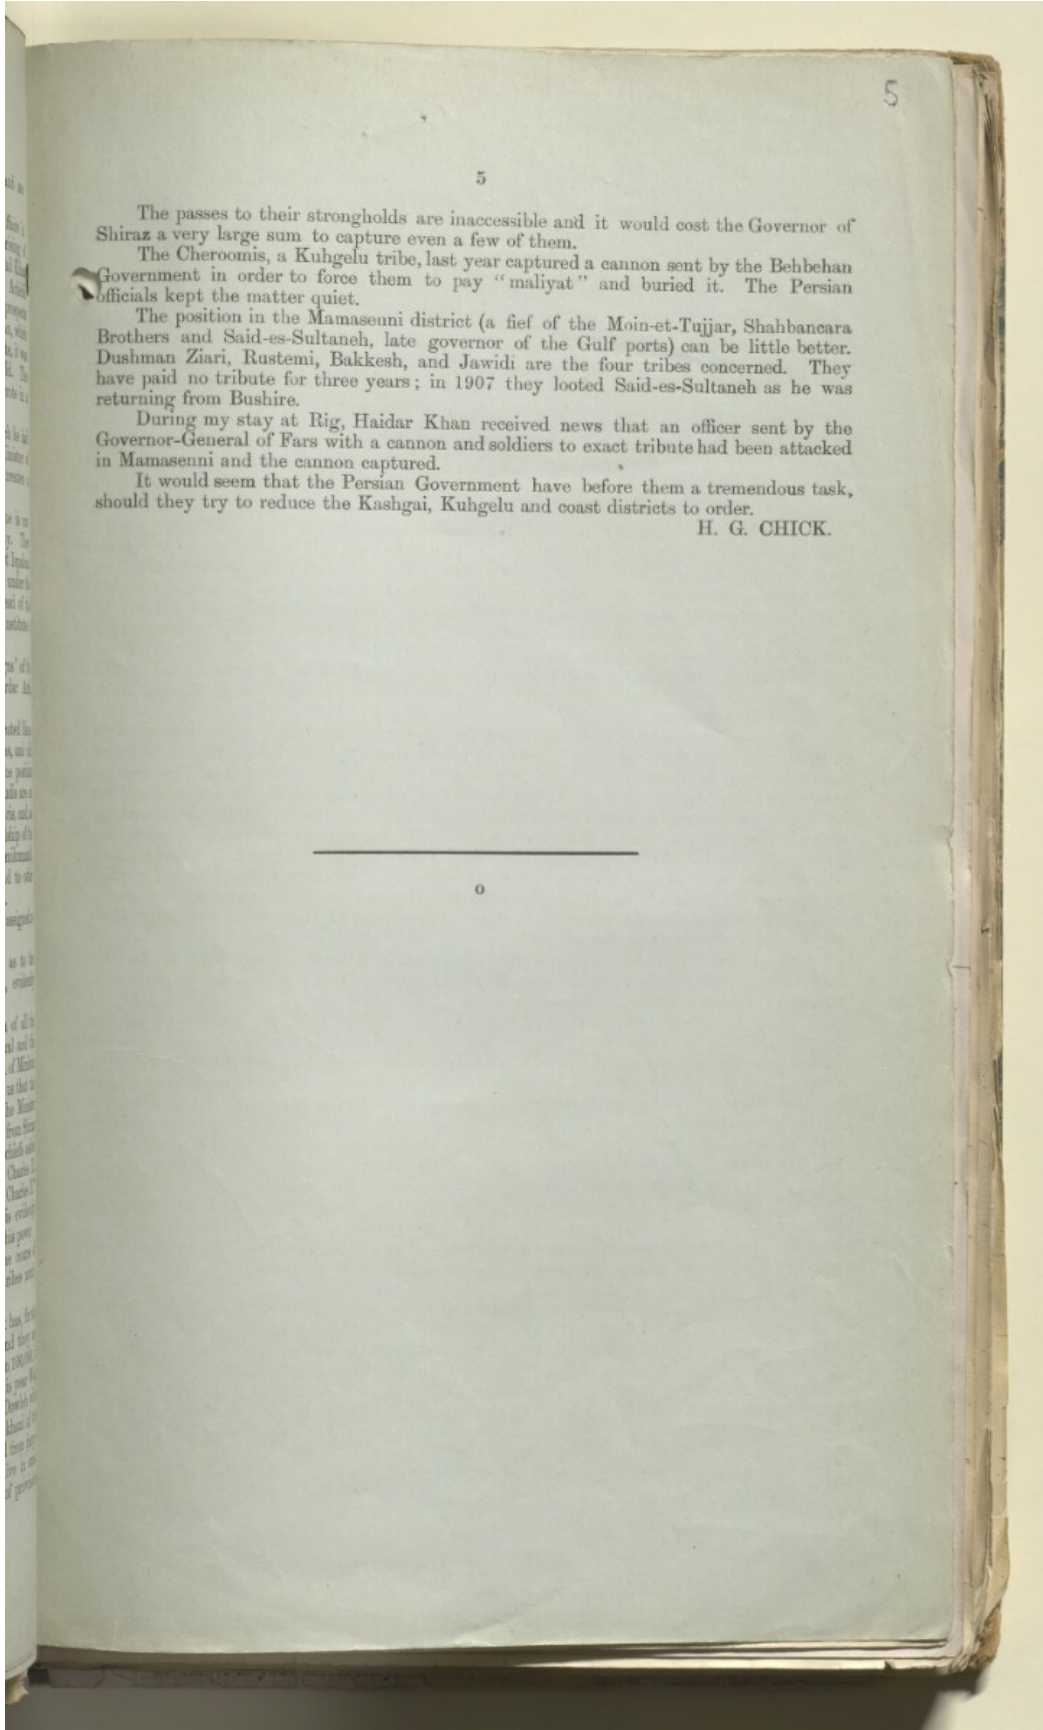 5
5
The passes to their strongholds are inaccessible and it would cost the Governor of
Shiraz a very large sum to capture even a few of them.
The Cheroomis, a Kuhgelu tribe, last year captured a cannon sent by the Behbehan
Government in order to force them to pay "maliyat" and buried it. The Persian
officials kept the matter quiet.
The position in the Mamasenni district (a fief of the Moin-et-Tujjar, Shahbancara
Brothers and Said-es-Sultaneh, late governor of the Gulf ports) can be little better.
Dushman Ziari, Rustemi, Bakkesh, and Jawidi are the four tribes concerned. They
have paid no tribute for three years; in 1907 they looted Said-es-Sultaneh as he was
returning from Bushire.
During my stay at Rig, Haidar Khan received news that an officer sent by the
Governor-General of Fars with a cannon and soldiers to exact tribute had been attacked
in Mamasenni and the cannon captured.
It would seem that the Persian Government have before them a tremendous task,
should they try to reduce the Kashgai, Kuhgelu and coast districts to order.
H. G. CHICK.
o